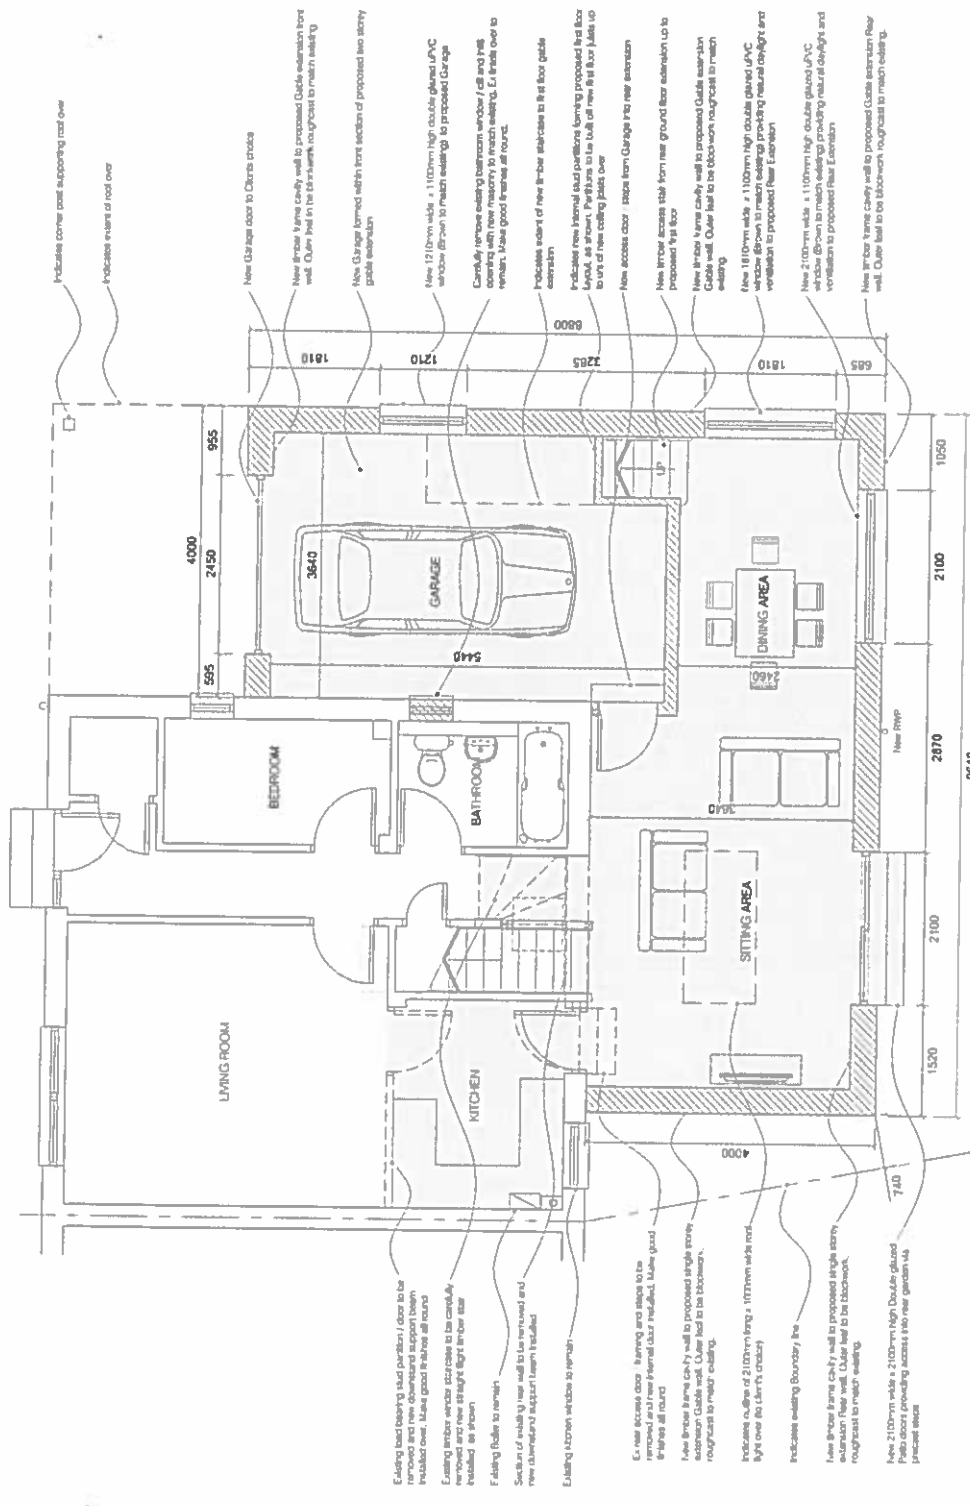 Indicates corner post supporting roof over
Indicates extent of roof over
New Garage door to Clients choice
New timber frame cavity wall to proposed Gable extension front
wall. Outer leaf to be blockwork roughcast to match existing
New Garage formed within front section of proposed two storey
gable extension
New 1210mm wide x 1100mm high double glazed uPVC
window (Brown to match existing) to proposed Garage
Carefully remove existing bathroom window / cill and infill
opening with new masonry to match existing. Ex lintels over to
remain. Make good finishes all round.
Indicates extent of new timber staircase to first floor gable
extension
Indicates new internal stud partitions forming proposed first floor
Layout, as shown. Partitions to be built off new first floor joists up
to u/s of new ceiling joists over
New access door / steps from Garage into rear extension
New timber access stair from rear ground floor extension up to
proposed first floor
New timber frame cavity wall to proposed Gable extension
Gable wall. Outer leaf to be blockwork roughcast to match
existing.
New 1810mm wide x 1100mm high double glazed uPVC
window (Brown to match existing) providing natural daylight and
ventilation to proposed Rear Extension
New 2100mm wide x 1100mm high double glazed uPVC
window (Brown to match existing) providing natural daylight and
ventilation to proposed Rear Extension
New timber frame cavity wall to proposed Gable extension Rear
wall. Outer leaf to be blockwork roughcast to match existing.
8800
1810
1210
3285
1810
685
4000
595
2450
955
3640
GARAGE
5440
UP
BEDROOM
BATHROOM
LIVING ROOM
KITCHEN
DINING AREA
2460
3640
SITTING AREA
New RWP
1050
2100
2870
2100
1520
4000
740
Existing load bearing stud partition / door to be
removed and new downstand support beam
installed over. Make good finishes all round
Existing timber winder staircase to be carefully
removed and new straight flight timber stair
installed as shown
Existing Boiler to remain
Section of existing rear wall to be removed and
new downstand support beam installed
Existing kitchen window to remain
Ex rear access door / framing and steps to be
removed and new internal door installed. Make good
finishes all round
New timber frame cavity wall to proposed single storey
extension Gable wall. Outer leaf to be blockwork,
roughcast to match existing.
Indicates outline of 2100mm long x 1000mm wide roof
light over (to client's choice)
Indicates existing Boundary line
New timber frame cavity wall to proposed single storey
extension Rear wall. Outer leaf to be blockwork,
roughcast to match existing.
New 2100mm wide x 2100mm high Double glazed
Patio doors providing access into rear garden via
precast steps